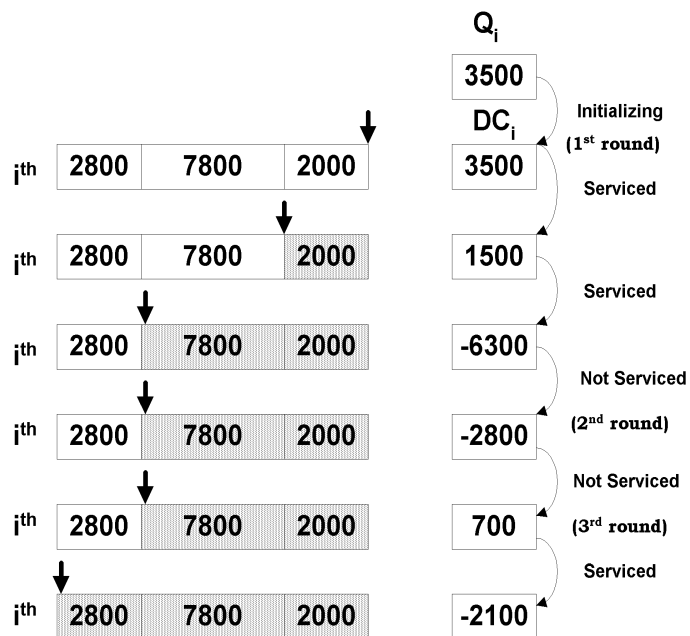 Qi
3500
Initializing
DCi
(1st round)
ith 2800 7800 2000 3500
Serviced
ith 2800 7800 2000 1500
Serviced
ith 2800 7800 2000 -6300
Not Serviced
(2nd round)
ith 2800 7800 2000 -2800
Not Serviced
(3rd round)
ith 2800 7800 2000 700
Serviced
ith 2800 7800 2000 -2100